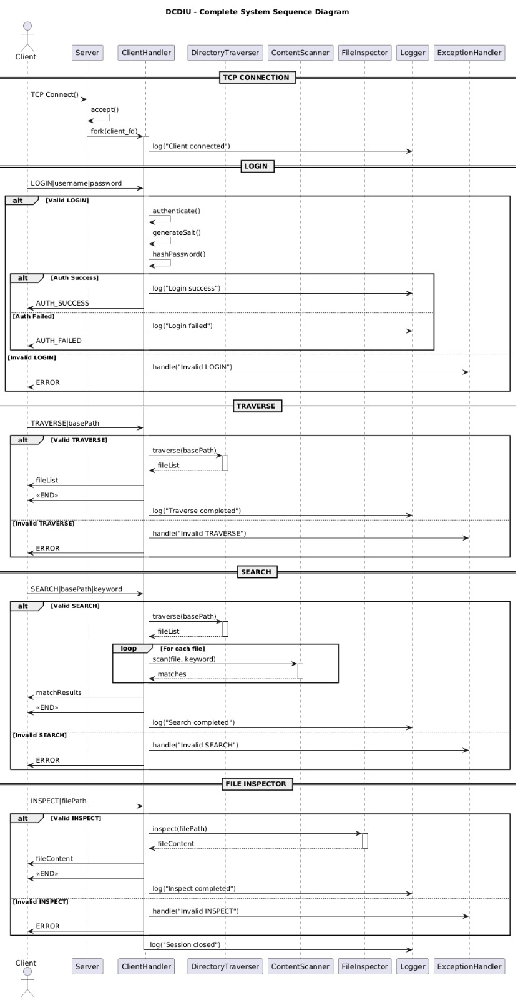 DCDIU - Complete System Sequence Diagram
Client
Server
ClientHandler
DirectoryTraverser
ContentScanner
FileInspector
Logger
ExceptionHandler
TCP CONNECTION
TCP Connect()
accept()
fork(client_fd)
log("Client connected")
LOGIN
LOGIN|username|password
alt
[Valid LOGIN]
authenticate()
generateSalt()
hashPassword()
alt
[Auth Success]
log("Login success")
AUTH_SUCCESS
[Auth Failed]
log("Login failed")
AUTH_FAILED
[Invalid LOGIN]
handle("Invalid LOGIN")
ERROR
TRAVERSE
TRAVERSE|basePath
alt
[Valid TRAVERSE]
traverse(basePath)
fileList
fileList
«END»
log("Traverse completed")
[Invalid TRAVERSE]
handle("Invalid TRAVERSE")
ERROR
SEARCH
SEARCH|basePath|keyword
alt
[Valid SEARCH]
traverse(basePath)
fileList
loop
[For each file]
scan(file, keyword)
matches
matchResults
«END»
log("Search completed")
[Invalid SEARCH]
handle("Invalid SEARCH")
ERROR
FILE INSPECTOR
INSPECT|filePath
alt
[Valid INSPECT]
inspect(filePath)
fileContent
fileContent
«END»
log("Inspect completed")
[Invalid INSPECT]
handle("Invalid INSPECT")
ERROR
log("Session closed")
Client
Server
ClientHandler
DirectoryTraverser
ContentScanner
FileInspector
Logger
ExceptionHandler